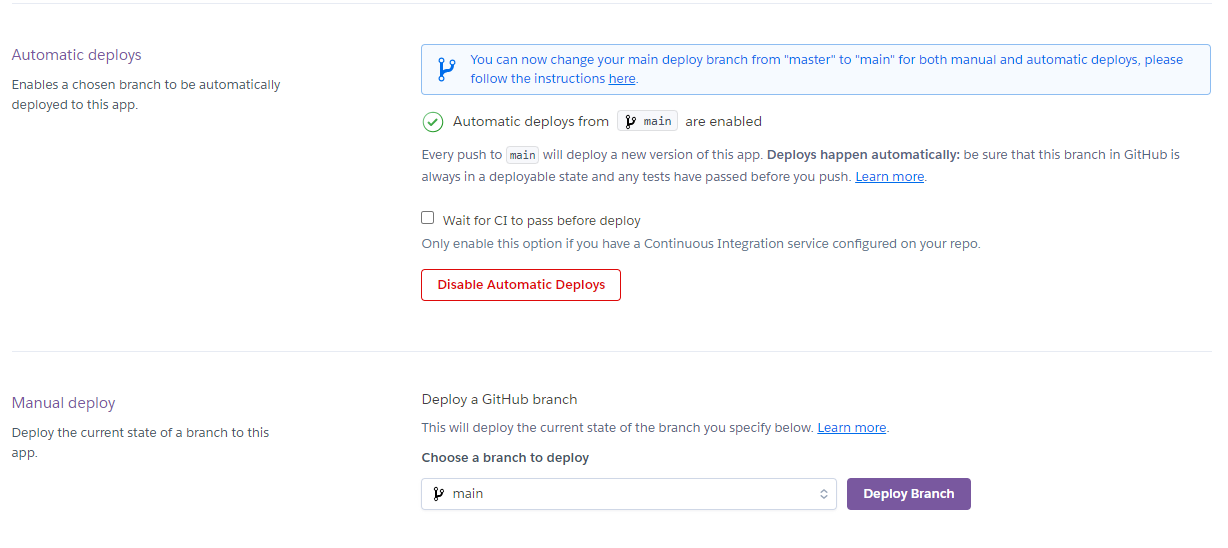 Automatic deploys
Enables a chosen branch to be automatically
deployed to this app.
You can now change your main deploy branch from "master" to "main" for both manual and automatic deploys, please
follow the instructions here.
Automatic deploys from main are enabled
Every push to main will deploy a new version of this app. Deploys happen automatically: be sure that this branch in GitHub is
always in a deployable state and any tests have passed before you push. Learn more.
Wait for CI to pass before deploy
Only enable this option if you have a Continuous Integration service configured on your repo.
Disable Automatic Deploys
Manual deploy
Deploy the current state of a branch to this
app.
Deploy a GitHub branch
This will deploy the current state of the branch you specify below. Learn more.
Choose a branch to deploy
main
Deploy Branch